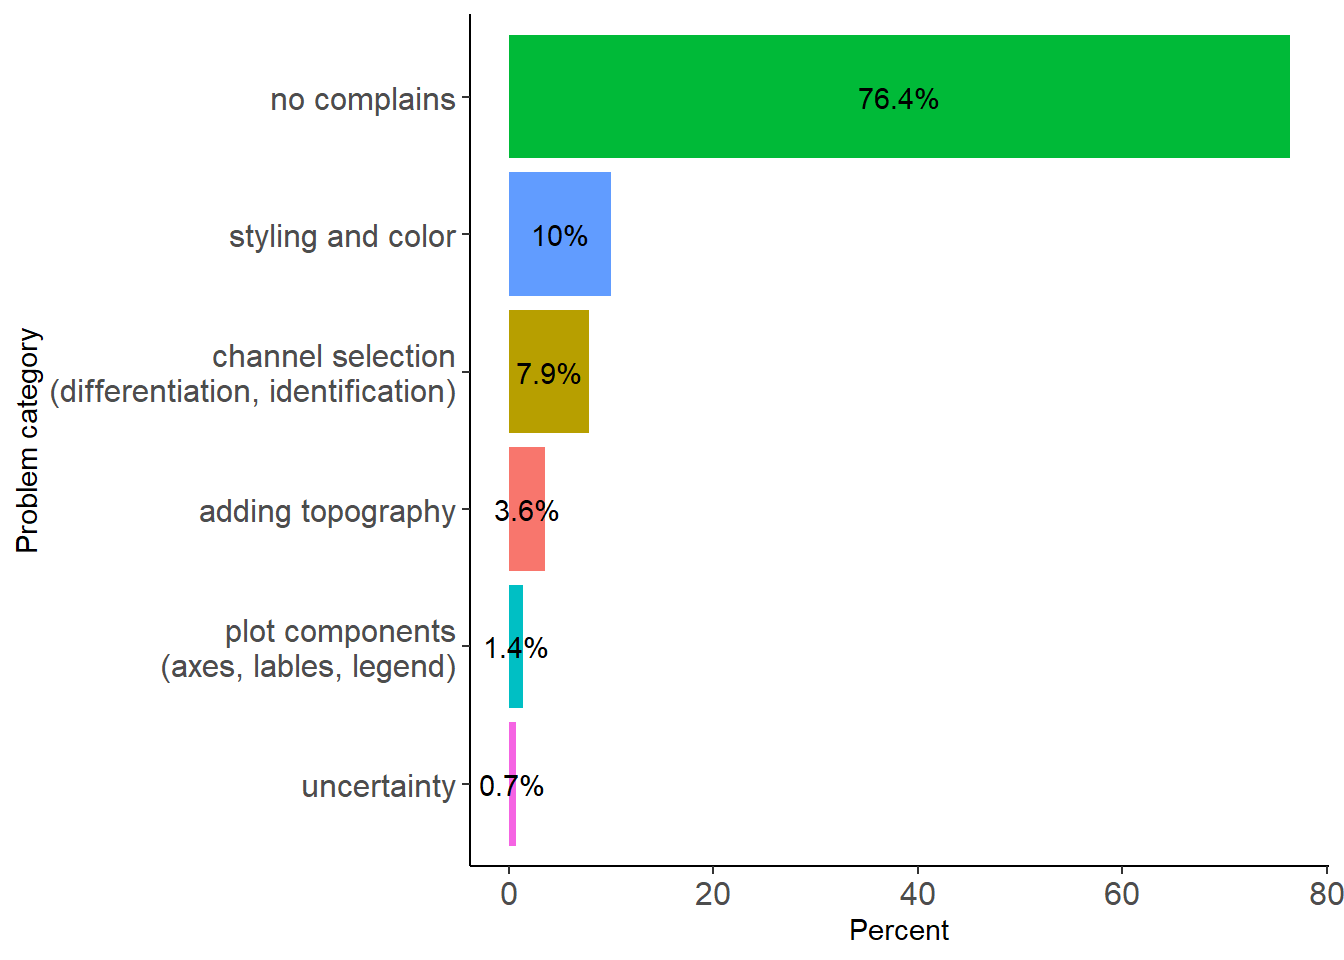 Problem category
no complains
76.4%
styling and color
10%
channel selection
(differentiation, identification)
7.9%
adding topography
3.6%
plot components
(axes, lables, legend)
1.4%
uncertainty
0.7%
0 20 40 60 80
Percent